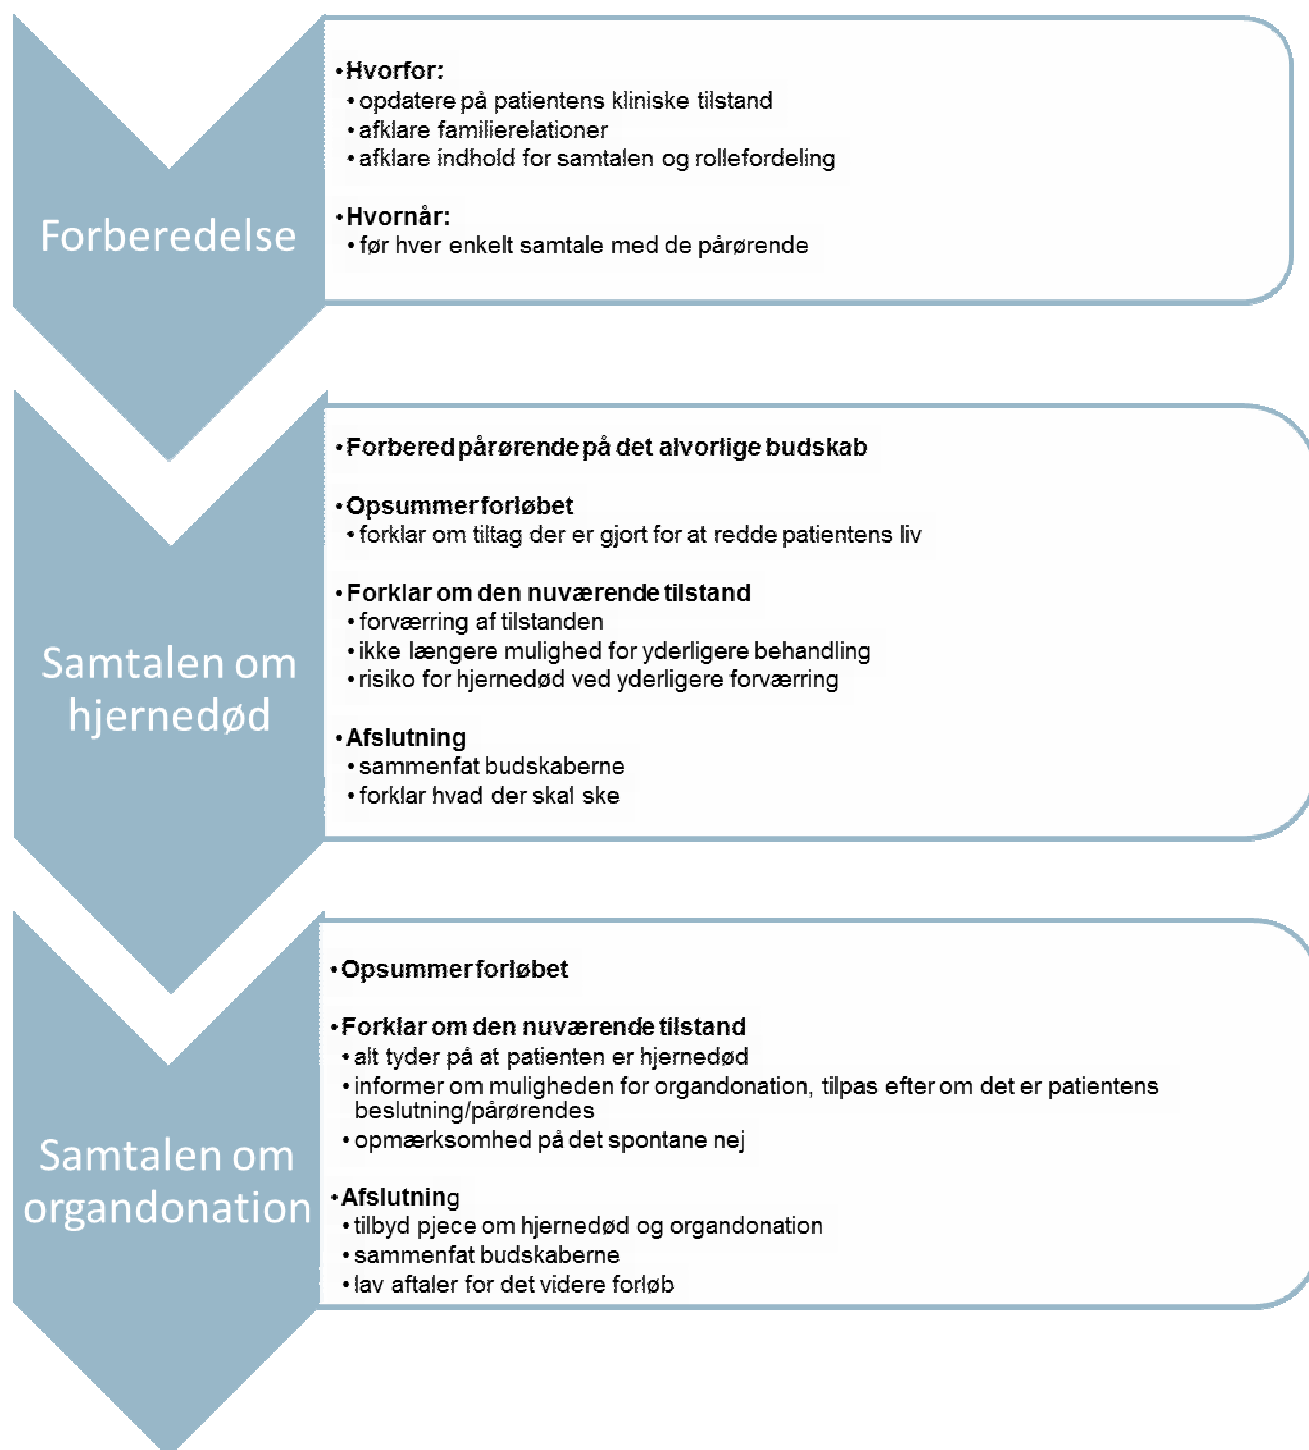 Forberedelse
• Hvorfor:
• opdatere på patientens kliniske tilstand
• afklare familierelationer
• afklare indhold for samtalen og rollefordeling
• Hvornår:
• før hver enkelt samtale med de pårørende
Samtalen om
hjernedød
• Forbered pårørende på det alvorlige budskab
• Opsummer forløbet
• forklar om tiltag der er gjort for at redde patientens liv
• Forklar om den nuværende tilstand
• forværring af tilstanden
• ikke længere mulighed for yderligere behandling
• risiko for hjernedød ved yderligere forværring
• Afslutning
• sammenfat budskaberne
• forklar hvad der skal ske
Samtalen om
organdonation
• Opsummer forløbet
• Forklar om den nuværende tilstand
• alt tyder på at patienten er hjernedød
• informer om muligheden for organdonation, tilpas efter om det er patientens
beslutning/pårørendes
• opmærksomhed på det spontane nej
• Afslutning
• tilbyd pjece om hjernedød og organdonation
• sammenfat budskaberne
• lav aftaler for det videre forløb